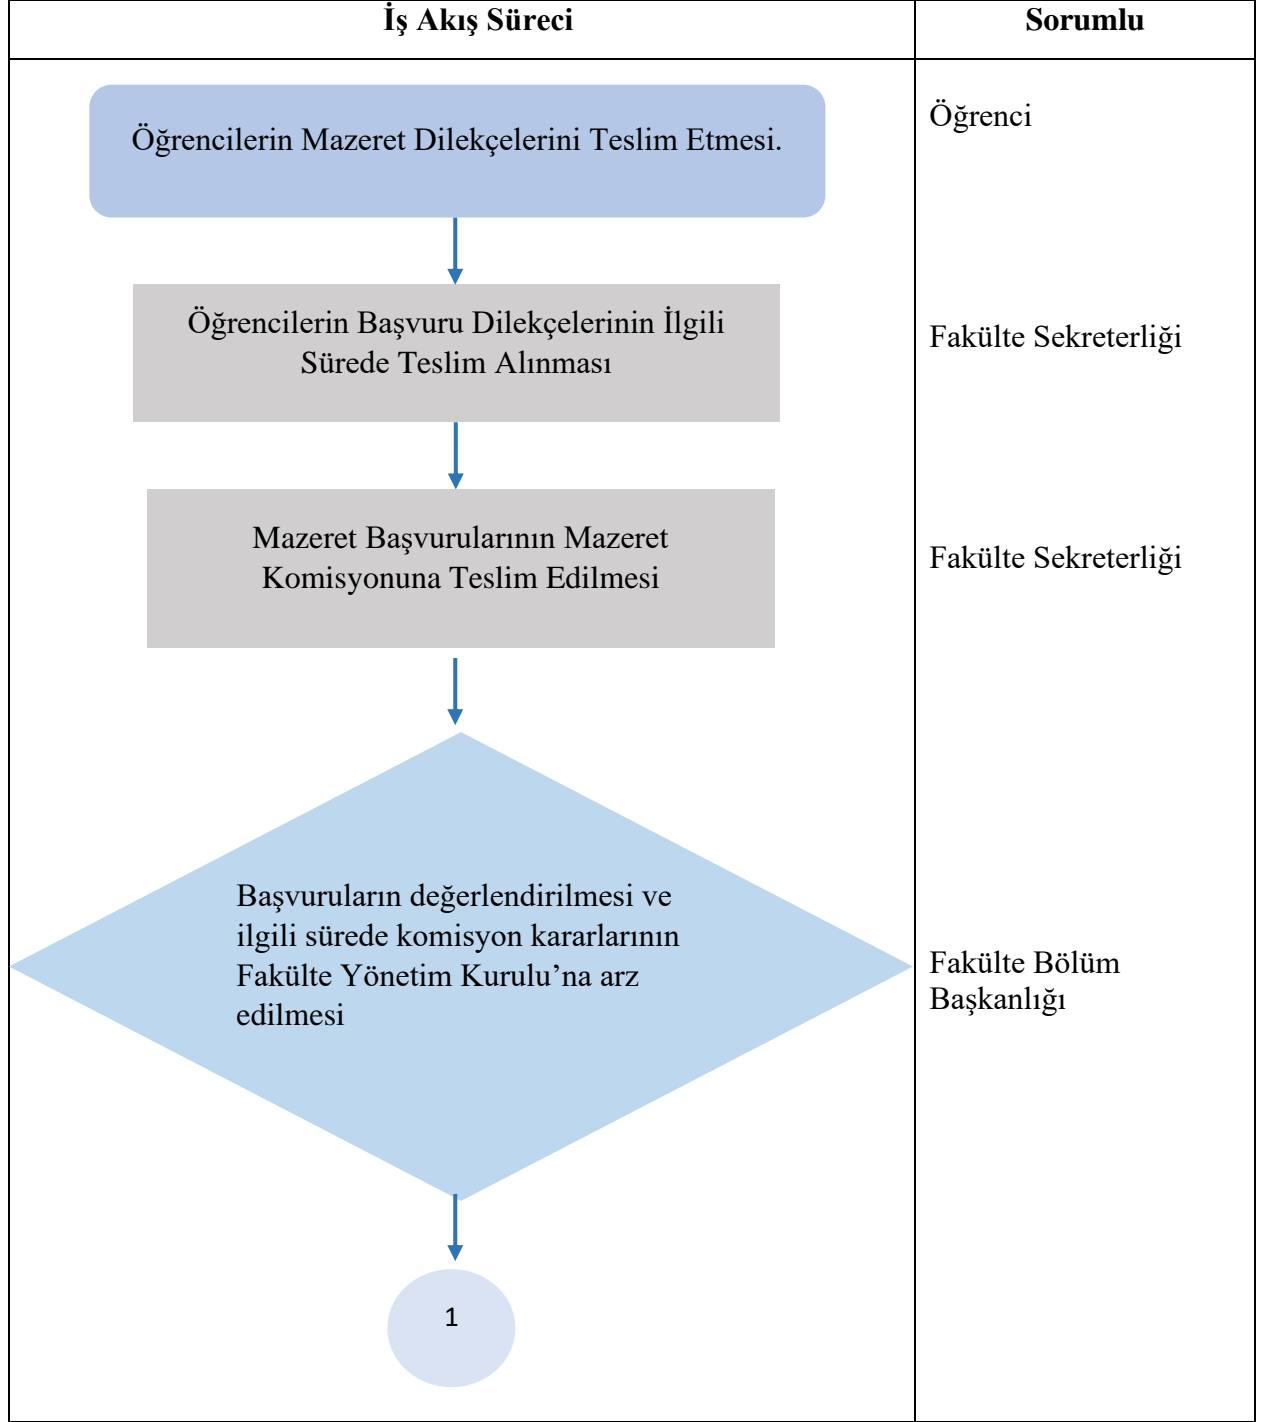 İş Akış Süreci
Sorumlu
Öğrencilerin Mazeret Dilekçelerini Teslim Etmesi.
Öğrenci
Öğrencilerin Başvuru Dilekçelerinin İlgili
Sürede Teslim Alınması
Fakülte Sekreterliği
Mazeret Başvurularının Mazeret
Komisyonuna Teslim Edilmesi
Fakülte Sekreterliği
Başvuruların değerlendirilmesi ve
ilgili sürede komisyon kararlarının
Fakülte Yönetim Kurulu’na arz
edilmesi
Fakülte Bölüm
Başkanlığı
1